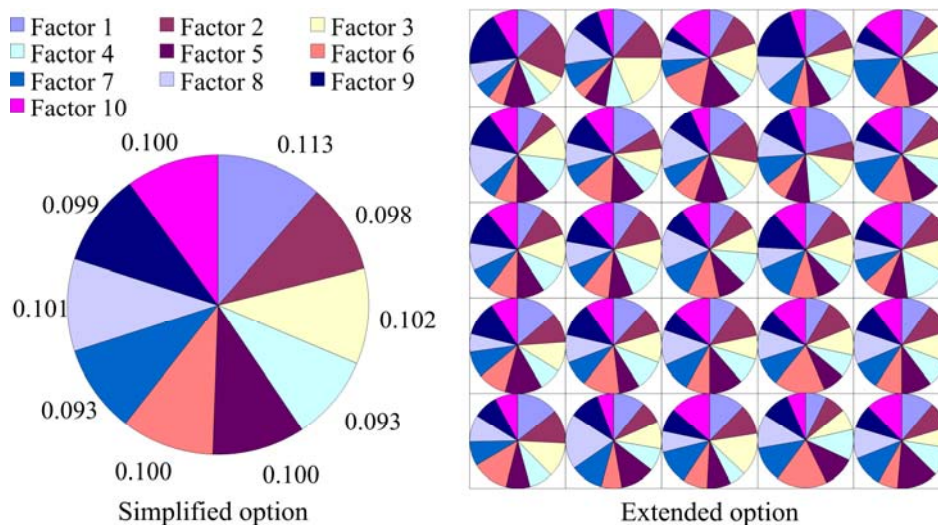 Factor 1 Factor 2 Factor 3
Factor 4 Factor 5 Factor 6
Factor 7 Factor 8 Factor 9
Factor 10
0.100 0.113
0.099 0.098
0.101 0.102
0.093 0.093
0.100 0.100
Simplified option Extended option